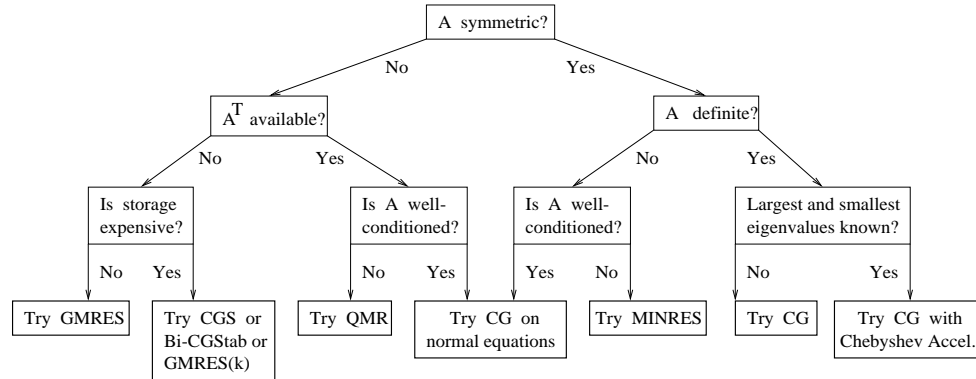 A symmetric?
No
Yes
A^T available?
A definite?
No
Yes
No
Yes
Is storage
expensive?
Is A well-
conditioned?
Is A well-
conditioned?
Largest and smallest
eigenvalues known?
No
Yes
No
Yes
Yes
No
No
Yes
Try GMRES
Try CGS or
Bi-CGStab or
GMRES(k)
Try QMR
Try CG on
normal equations
Try MINRES
Try CG
Try CG with
Chebyshev Accel.